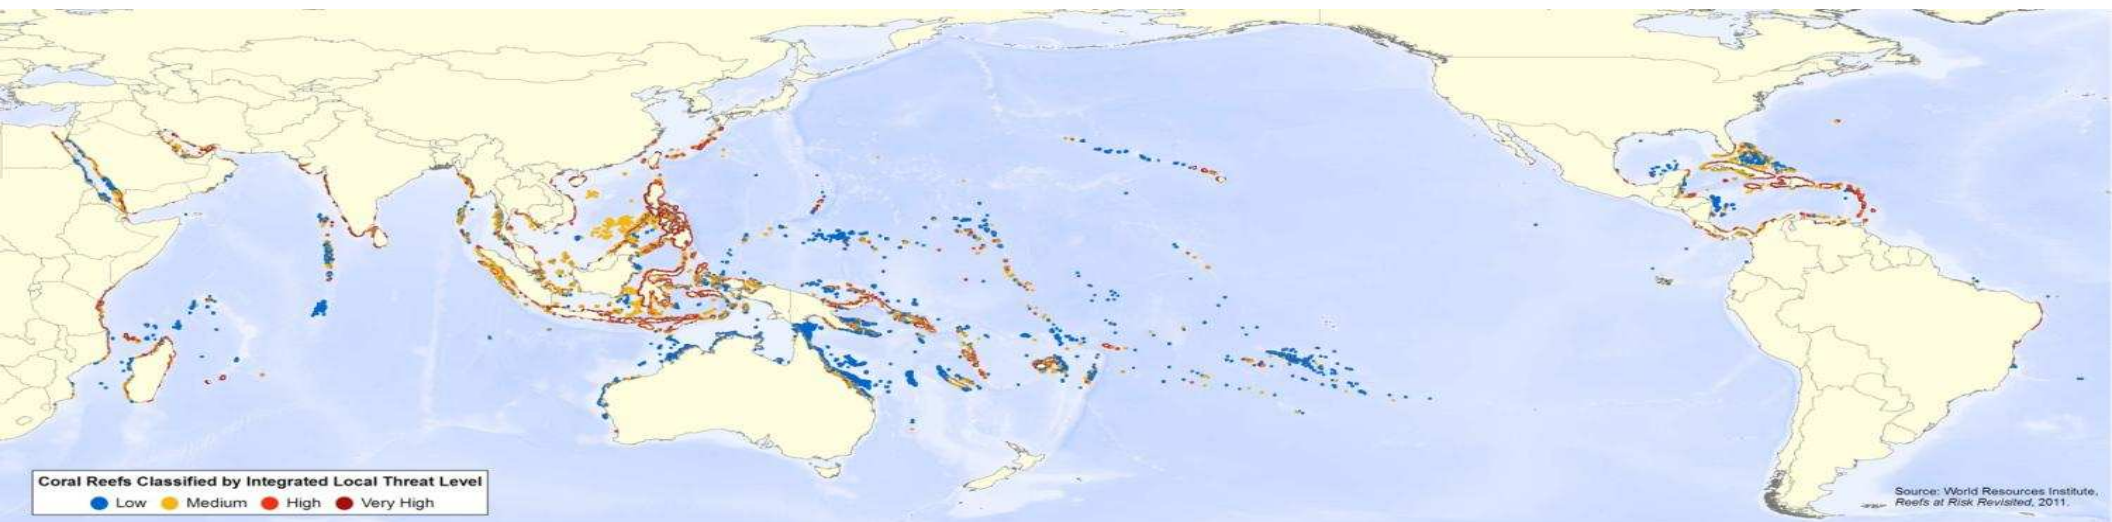 Coral Reefs Classified by Integrated Local Threat Level
Low Medium High Very High
Source: World Resources Institute,
Reefs at Risk Revisited, 2011.